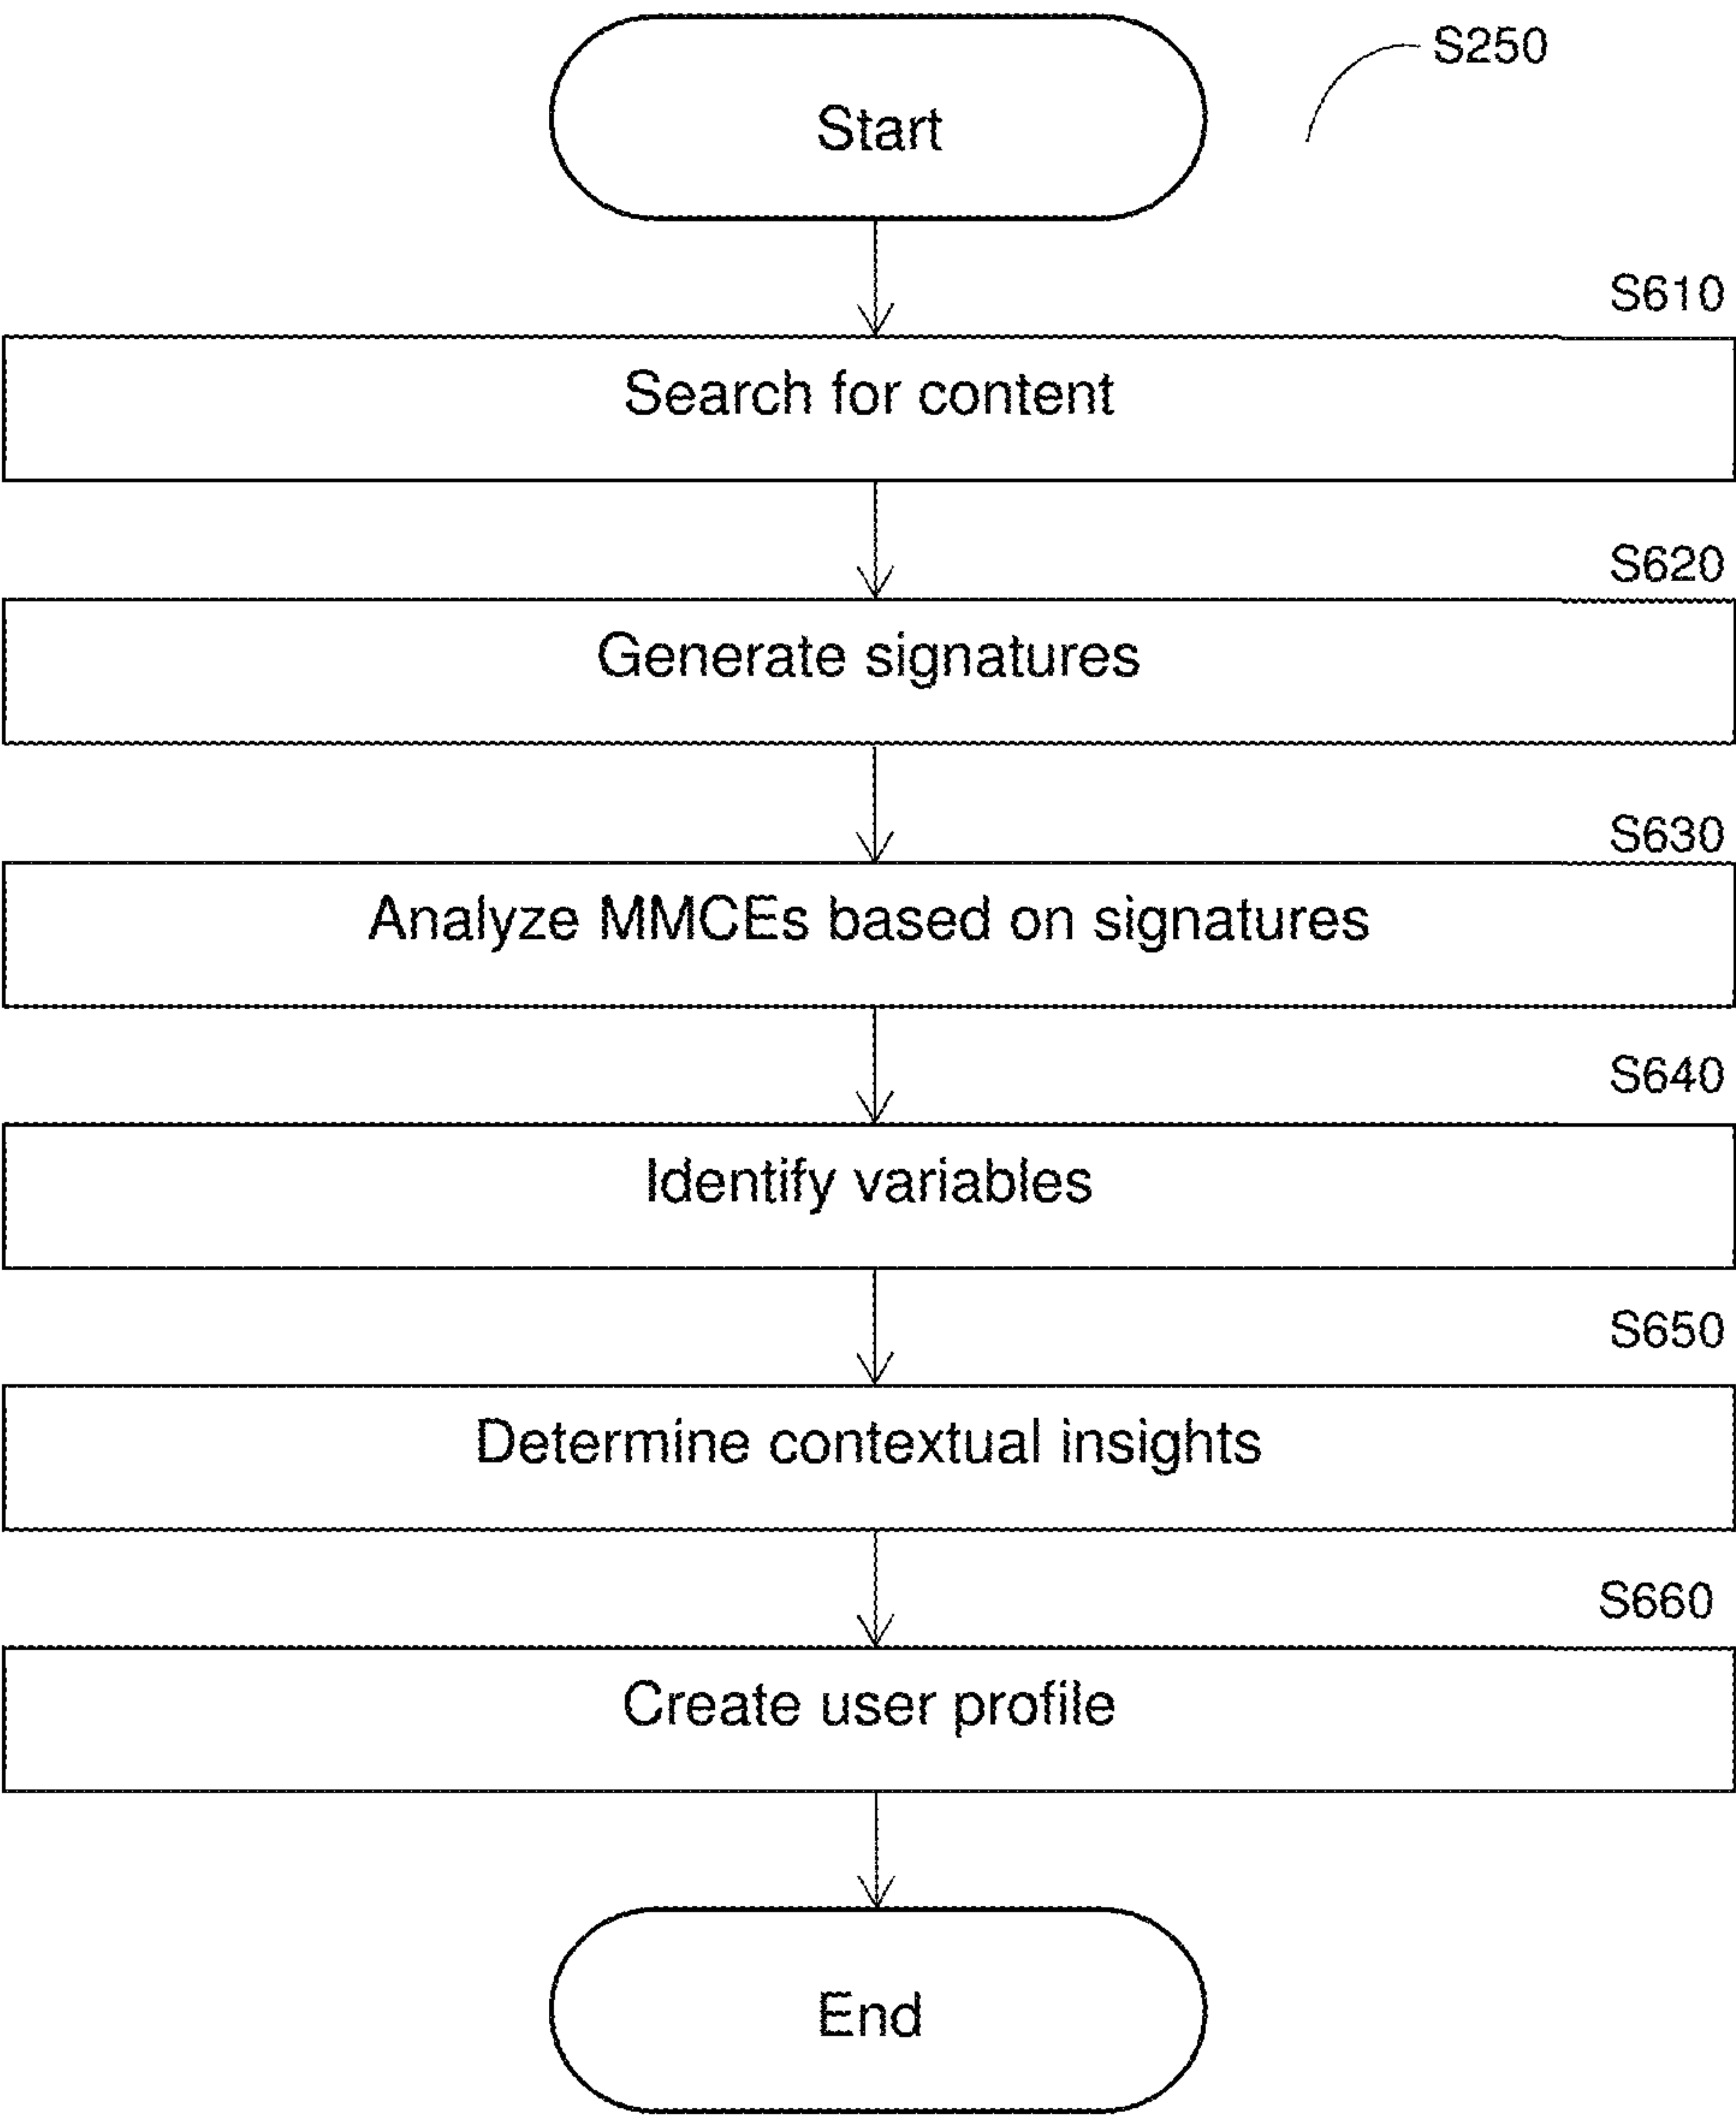 Start
S250
S610
Search for content
S620
Generate signatures
S630
Analyze MMCEs based on signatures
S640
Identify variables
S650
Determine contextual insights
S660
Create user profile
End